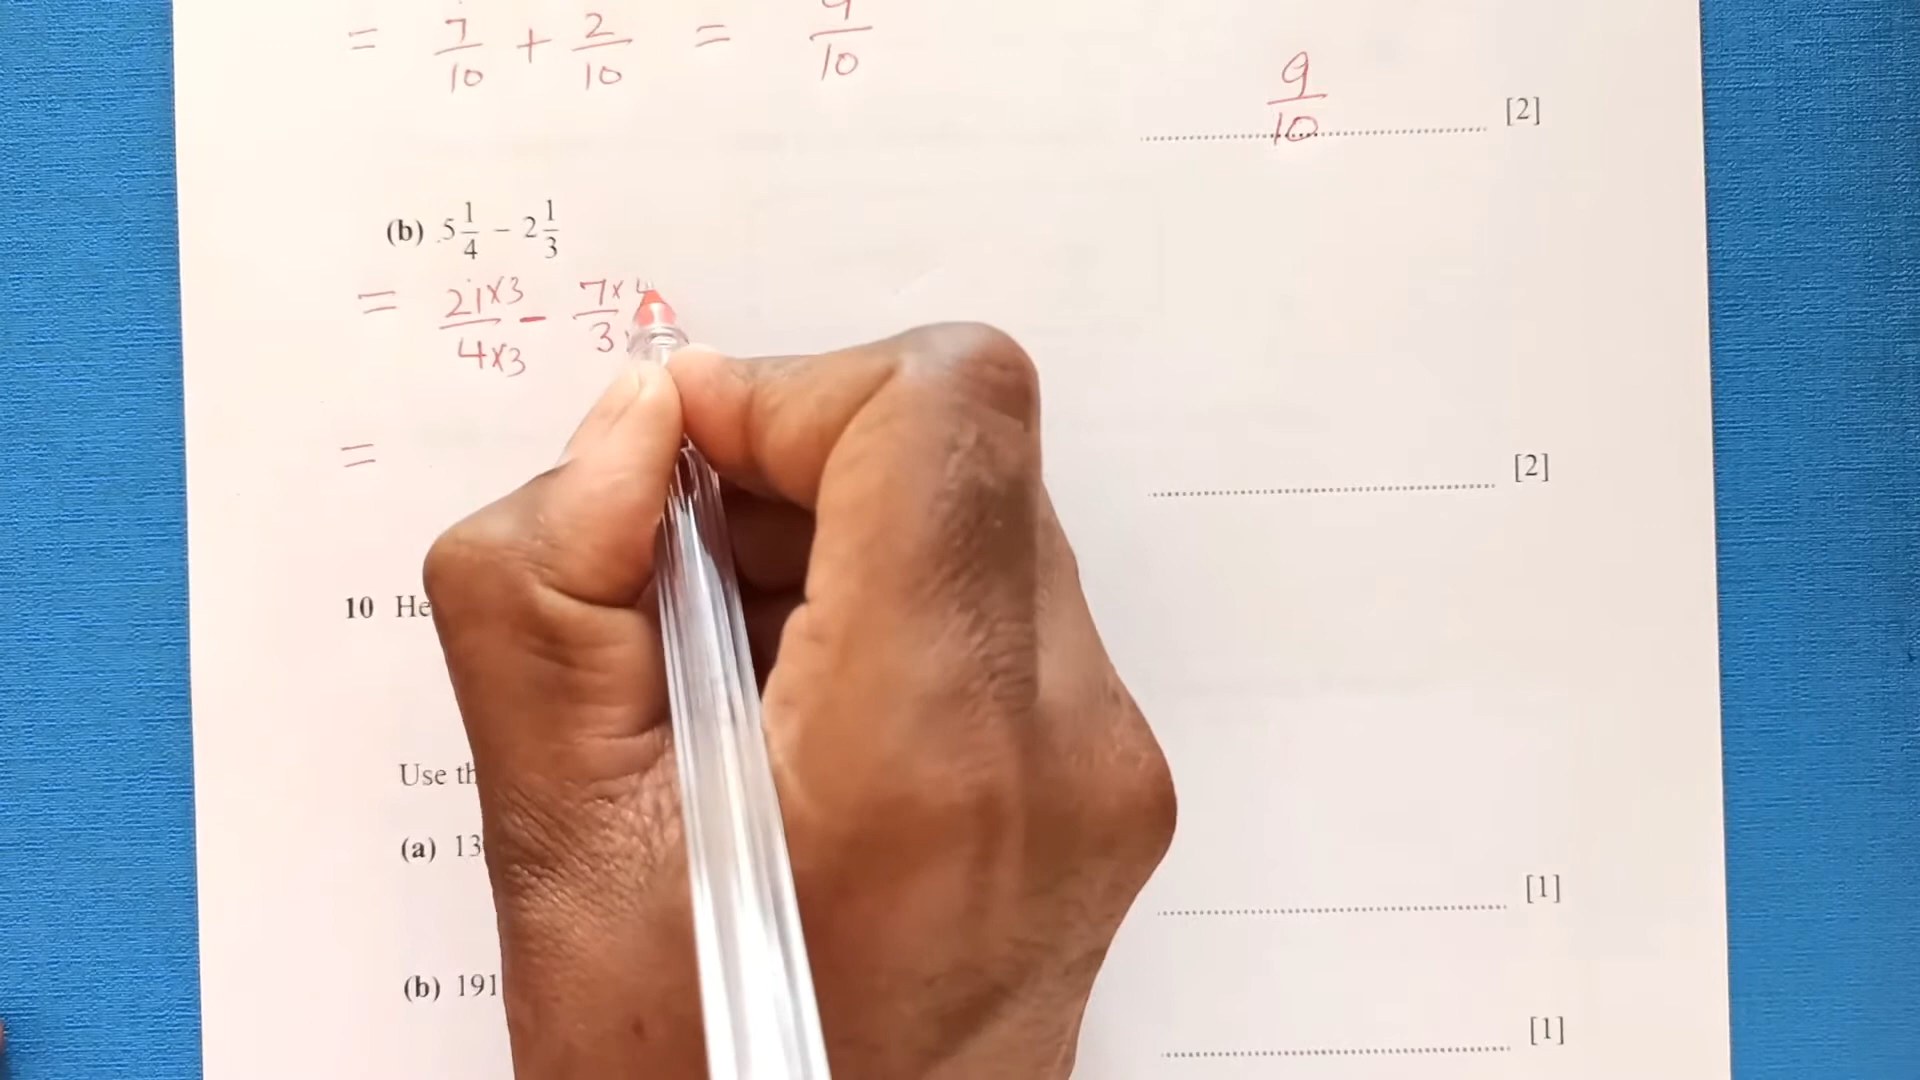 = 7/10 + 2/10 = 9/10
9/10 [2]
(b) 5 1/4 - 2 1/3
= 21×3/4×3 - 7×4/3
=
[2]
10 He
Use th
(a) 13
[1]
(b) 191
[1]